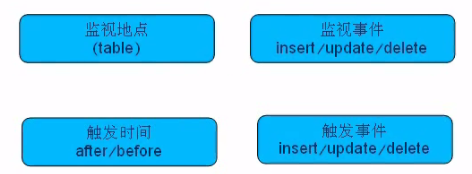 监视地点
(table)
监视事件
insert/update/delete
触发时间
after/before
触发事件
insert/update/delete